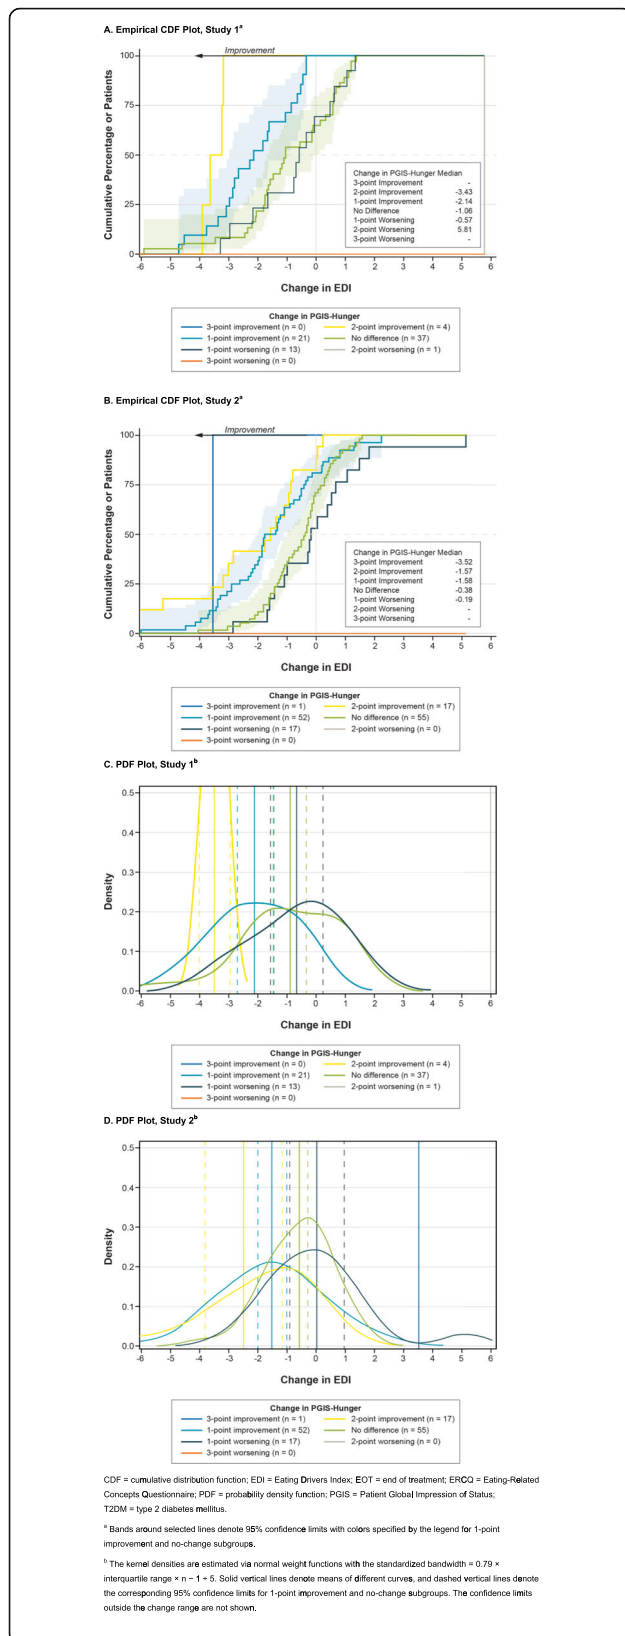 A. Empirical CDF Plot, Study 1a
Improvement
Cumulative Percentage or Patients
100
75
50
25
0
Change in PGIS-Hunger Median
3-point Improvement -
2-point Improvement -3.43
1-point Improvement -2.14
No Difference -1.06
1-point Worsening -0.57
2-point Worsening 5.81
3-point Worsening -
-6 -5 -4 -3 -2 -1 0 1 2 3 4 5 6
Change in EDI
Change in PGIS-Hunger
3-point improvement (n = 0) 2-point improvement (n = 4)
1-point improvement (n = 21) No difference (n = 37)
1-point worsening (n = 13) 2-point worsening (n = 1)
3-point worsening (n = 0)
B. Empirical CDF Plot, Study 2a
Improvement
Cumulative Percentage or Patients
100
75
50
25
0
Change in PGIS-Hunger Median
3-point Improvement -3.52
2-point Improvement -1.57
1-point Improvement -1.58
No Difference -0.38
1-point Worsening -0.19
2-point Worsening -
3-point Worsening -
-6 -5 -4 -3 -2 -1 0 1 2 3 4 5 6
Change in EDI
Change in PGIS-Hunger
3-point improvement (n = 1) 2-point improvement (n = 17)
1-point improvement (n = 52) No difference (n = 55)
1-point worsening (n = 17) 2-point worsening (n = 0)
3-point worsening (n = 0)
C. PDF Plot, Study 1b
Density
0.5
0.4
0.3
0.2
0.1
0.0
-6 -5 -4 -3 -2 -1 0 1 2 3 4 5 6
Change in EDI
Change in PGIS-Hunger
3-point improvement (n = 0) 2-point improvement (n = 4)
1-point improvement (n = 21) No difference (n = 37)
1-point worsening (n = 13) 2-point worsening (n = 1)
3-point worsening (n = 0)
D. PDF Plot, Study 2b
Density
0.5
0.4
0.3
0.2
0.1
0.0
-6 -5 -4 -3 -2 -1 0 1 2 3 4 5 6
Change in EDI
Change in PGIS-Hunger
3-point improvement (n = 1) 2-point improvement (n = 17)
1-point improvement (n = 52) No difference (n = 55)
1-point worsening (n = 17) 2-point worsening (n = 0)
3-point worsening (n = 0)
CDF = cumulative distribution function; EDI = Eating Drivers Index; EOT = end of treatment; ERCQ = Eating-Related
Concepts Questionnaire; PDF = probability density function; PGIS = Patient Global Impression of Status;
T2DM = type 2 diabetes mellitus.
a Bands around selected lines denote 95% confidence limits with colors specified by the legend for 1-point
improvement and no-change subgroups.
b The kernel densities are estimated via normal weight functions with the standardized bandwidth = 0.79 ×
interquartile range × n − 1 ÷ 5. Solid vertical lines denote means of different curves, and dashed vertical lines denote
the corresponding 95% confidence limits for 1-point improvement and no-change subgroups. The confidence limits
outside the change range are not shown.